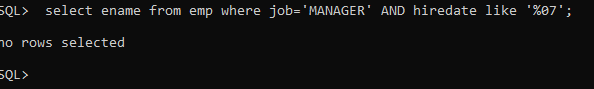 SQL>  select ename from emp where job='MANAGER' AND hiredate like '%07';
no rows selected
SQL>